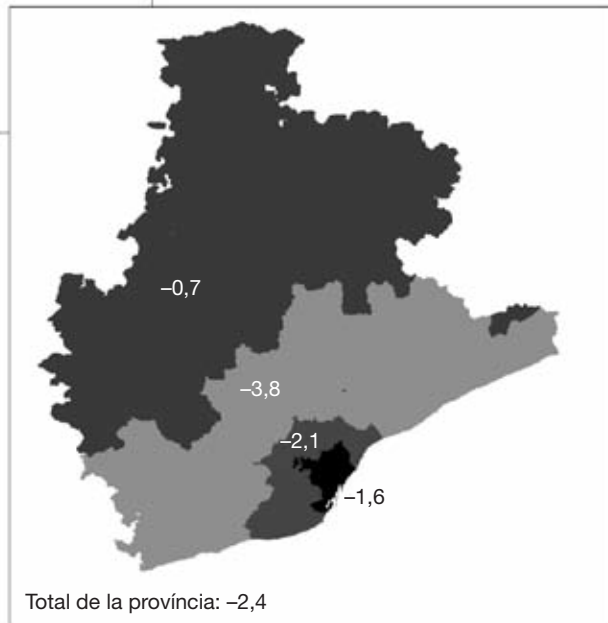 –0,7
–3,8
–2,1
–1,6
Total de la província: –2,4